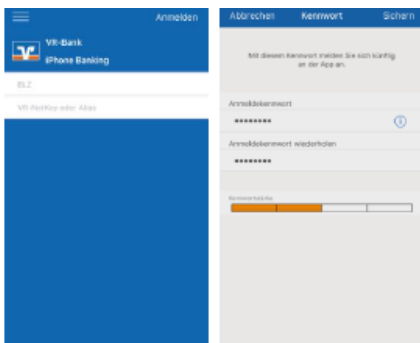 Anmelden
VR-Bank
iPhone Banking
BLZ
VR-NetKey oder Alias
Abbrechen Kennwort Sichern
Mit diesem Kennwort melden Sie sich künftig
an der App an.
Anmeldekennwort
********
Anmeldekennwort wiederholen
********
Kennwortstärke